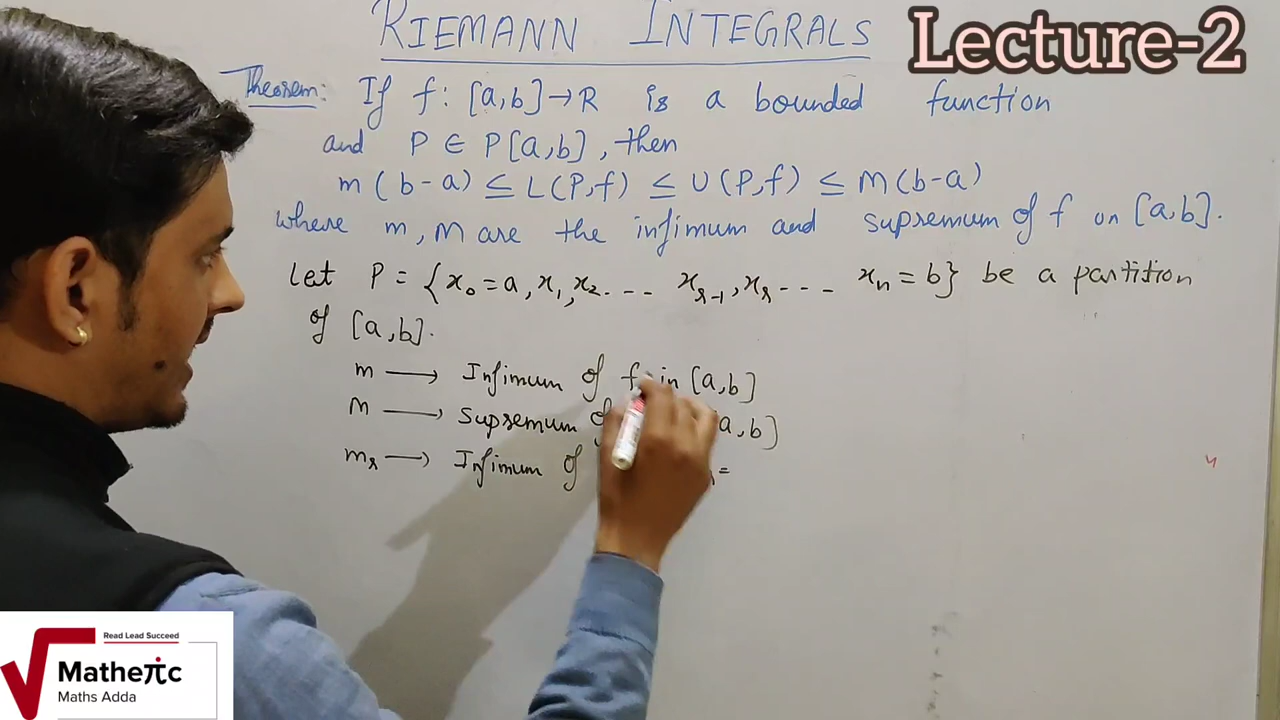 RIEMANN INTEGRALS
Lecture-2
Theorem: If f: [a,b]→R is a bounded function
and P ∈ P[a,b], then
m(b-a) ≤ L(P,f) ≤ U(P,f) ≤ M(b-a)
where m, M are the infimum and supremum of f on [a,b].
Let P = {x₀=a, x₁, x₂... xᵣ₋₁, xᵣ... xₙ=b} be a partition
of [a,b].
m → Infimum of f in [a,b]
M → Supremum of [a,b]
mᵣ → Infimum of =
Read Lead Succeed
Matheπc
Maths Adda